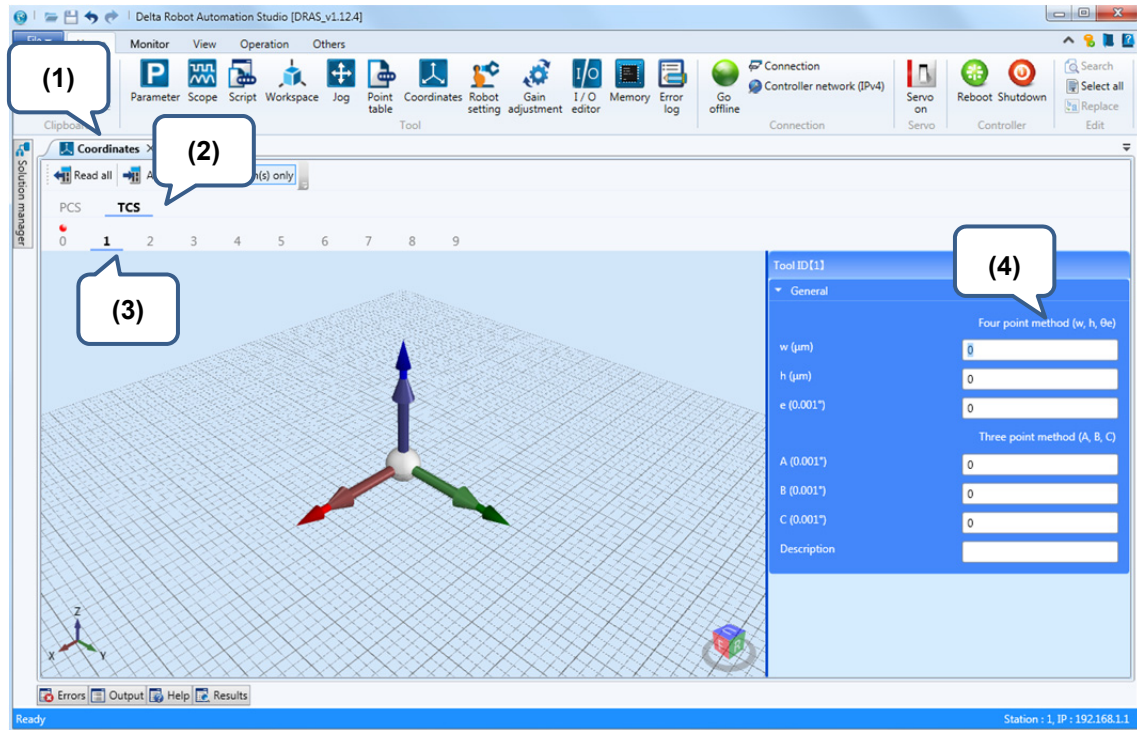 Delta Robot Automation Studio [DRAS_v1.12.4]
Monitor View Operation Others
(1)
Parameter Scope Script Workspace Jog Point table Coordinates Robot setting Gain adjustment I / O editor Memory Error log Go offline
Connection
Controller network (IPv4)
Servo on Reboot Shutdown
Search
Select all
Replace
Tool Connection Servo Controller Edit
Solution manager
Coordinates
(2)
Read all
only
PCS TCS
0 1 2 3 4 5 6 7 8 9
(3)
(4)
Tool ID[1]
General
Four point method (w, h, θe)
w (μm) 0
h (μm) 0
e (0.001°) 0
Three point method (A, B, C)
A (0.001°) 0
B (0.001°) 0
C (0.001°) 0
Description
Z
X Y
Errors Output Help Results
Ready
Station : 1, IP : 192.168.1.1